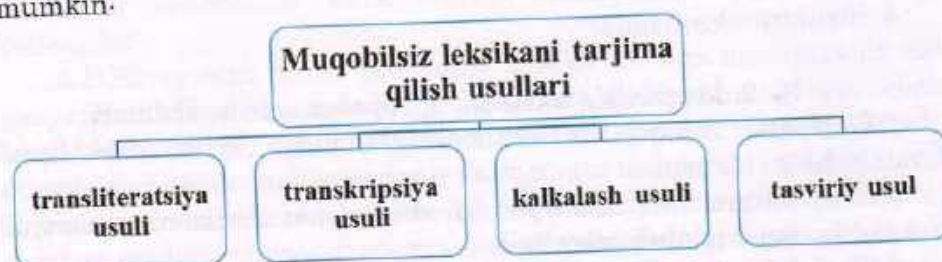 mumkin.
Muqobilsiz leksikani tarjima
qilish usullari
transliteratsiya
usuli
transkripsiya
usuli
kalkalash usuli
tasviriy usul